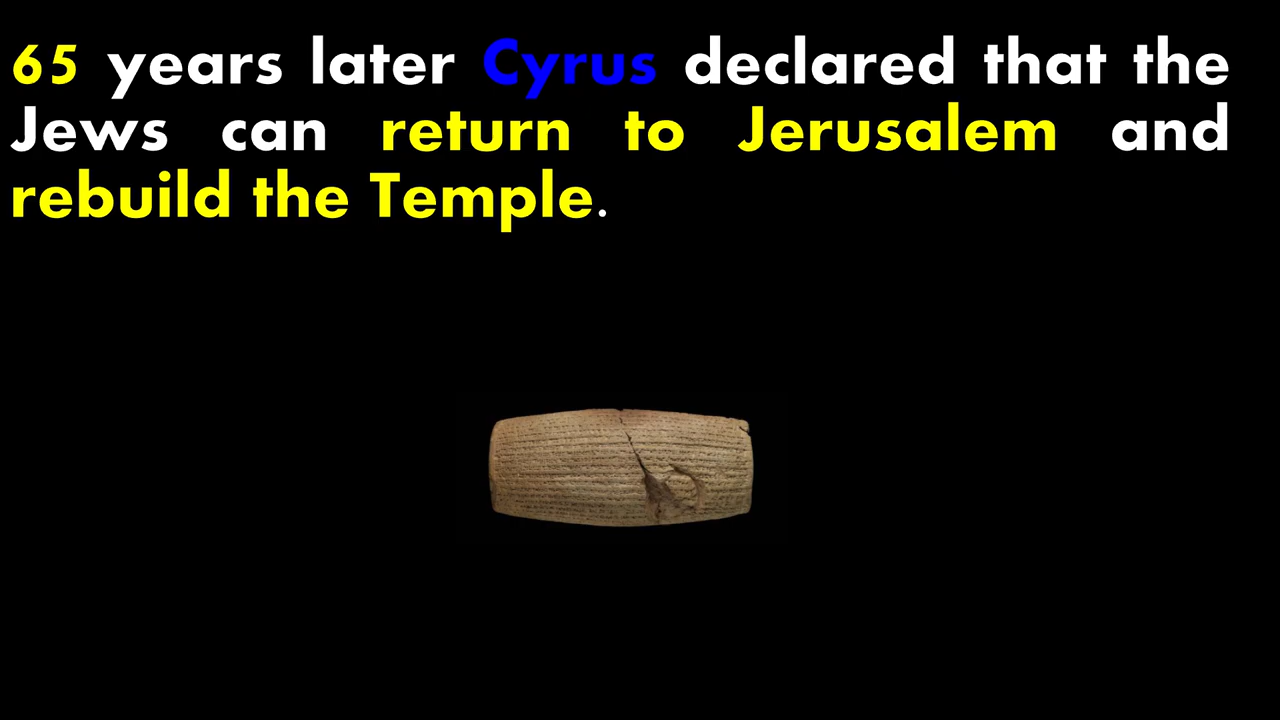 65 years later Cyrus declared that the
Jews can return to Jerusalem and
rebuild the Temple.